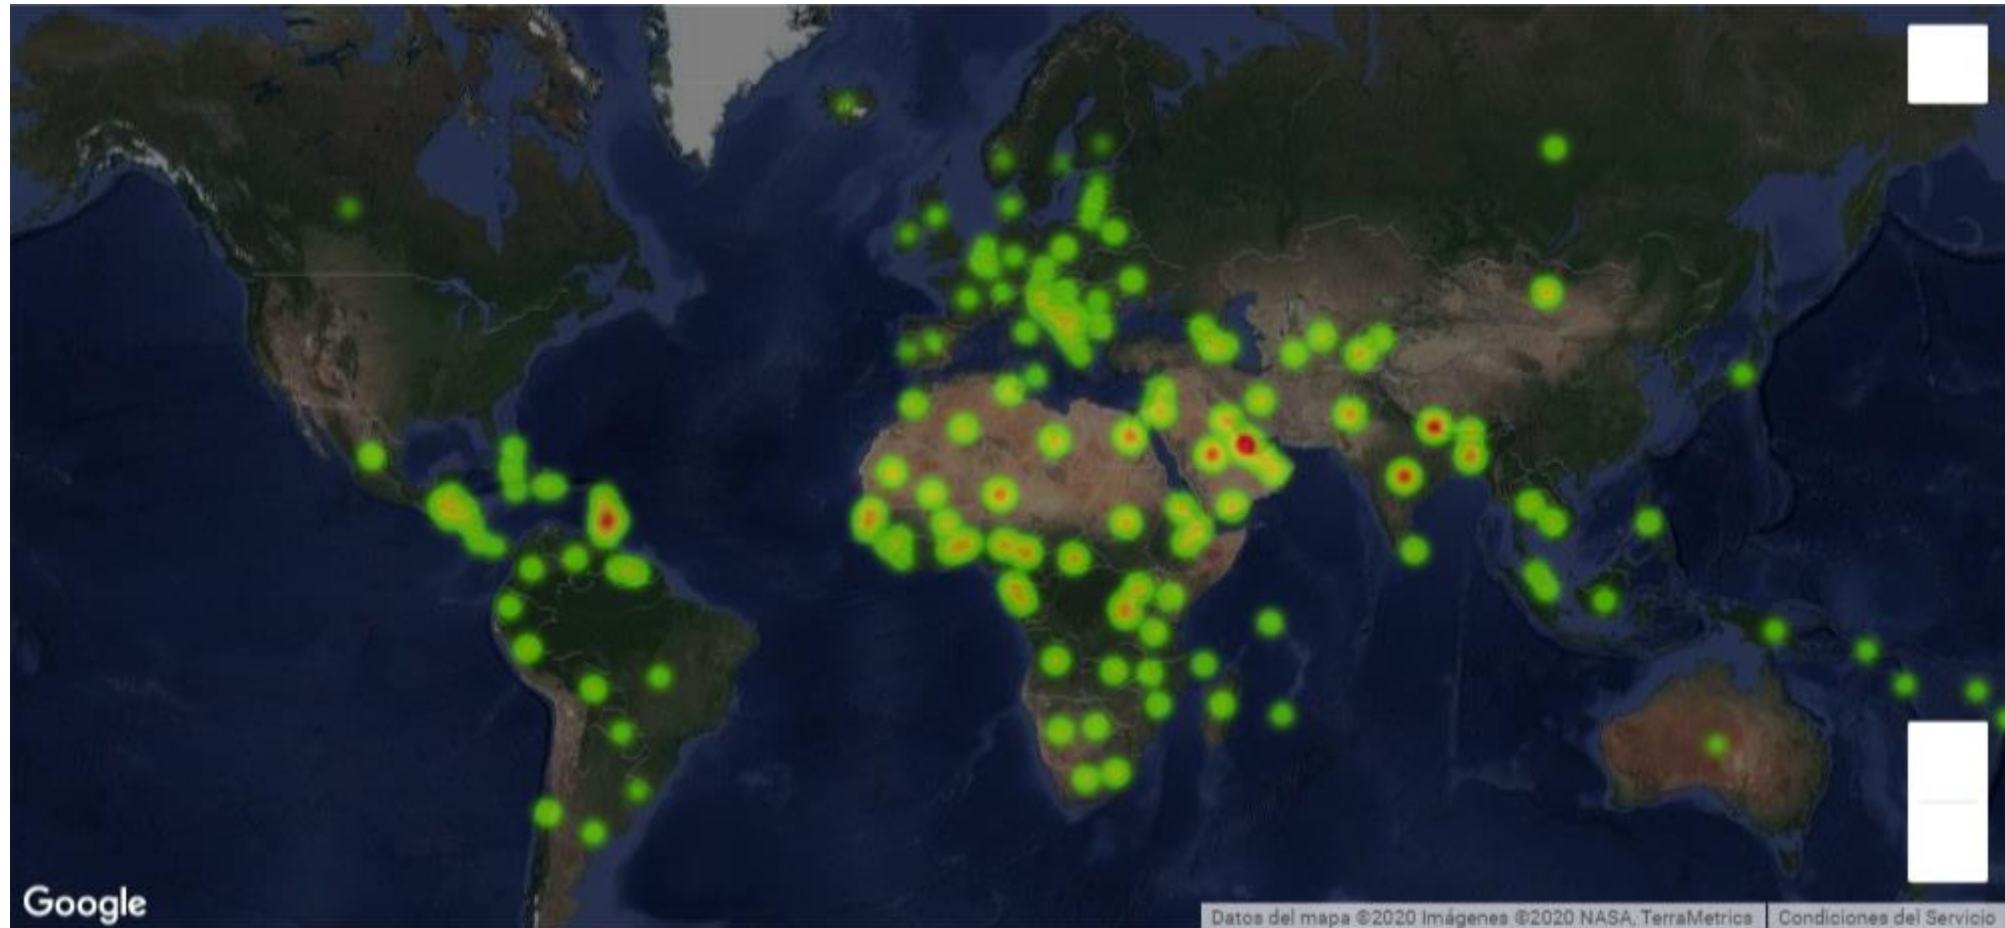 Google
Datos del mapa ©2020 Imágenes ©2020 NASA, TerraMetrics
Condiciones del Servicio